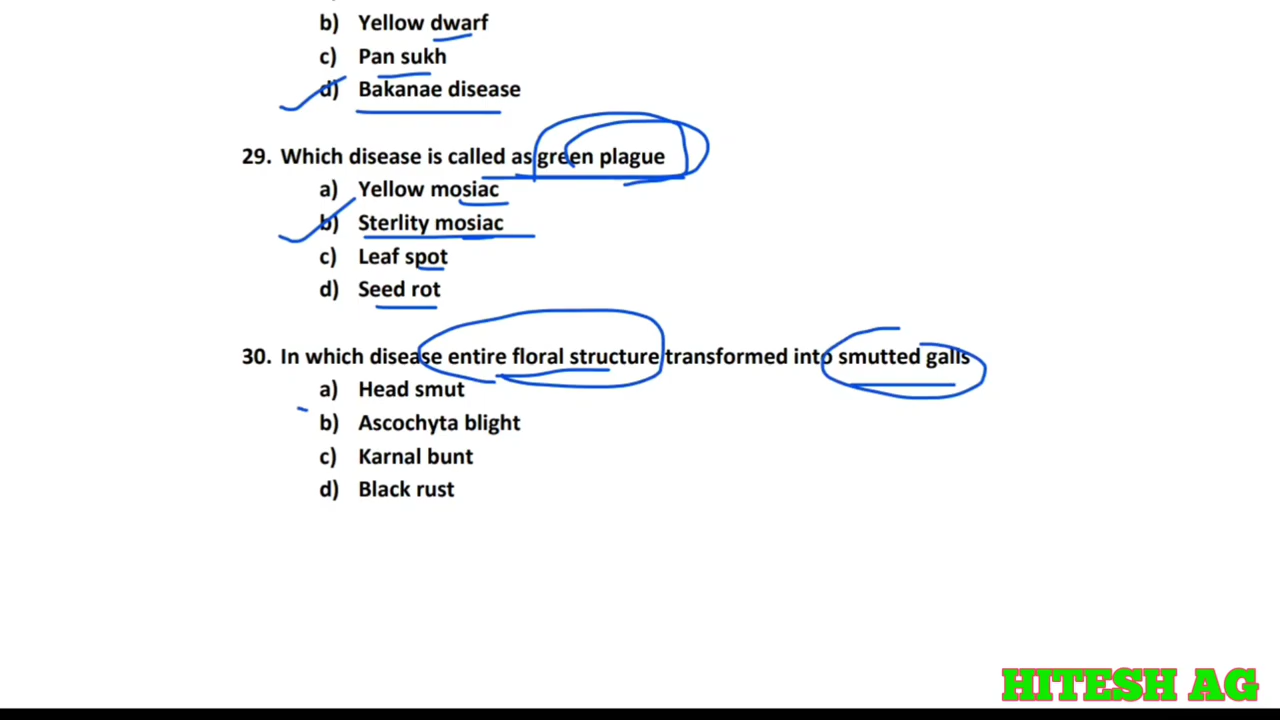 b) Yellow dwarf
c) Pan sukh
d) Bakanae disease
29. Which disease is called as green plague
a) Yellow mosiac
b) Sterlity mosiac
c) Leaf spot
d) Seed rot
30. In which disease entire floral structure transformed into smutted galls
a) Head smut
b) Ascochyta blight
c) Karnal bunt
d) Black rust
HITESH AG